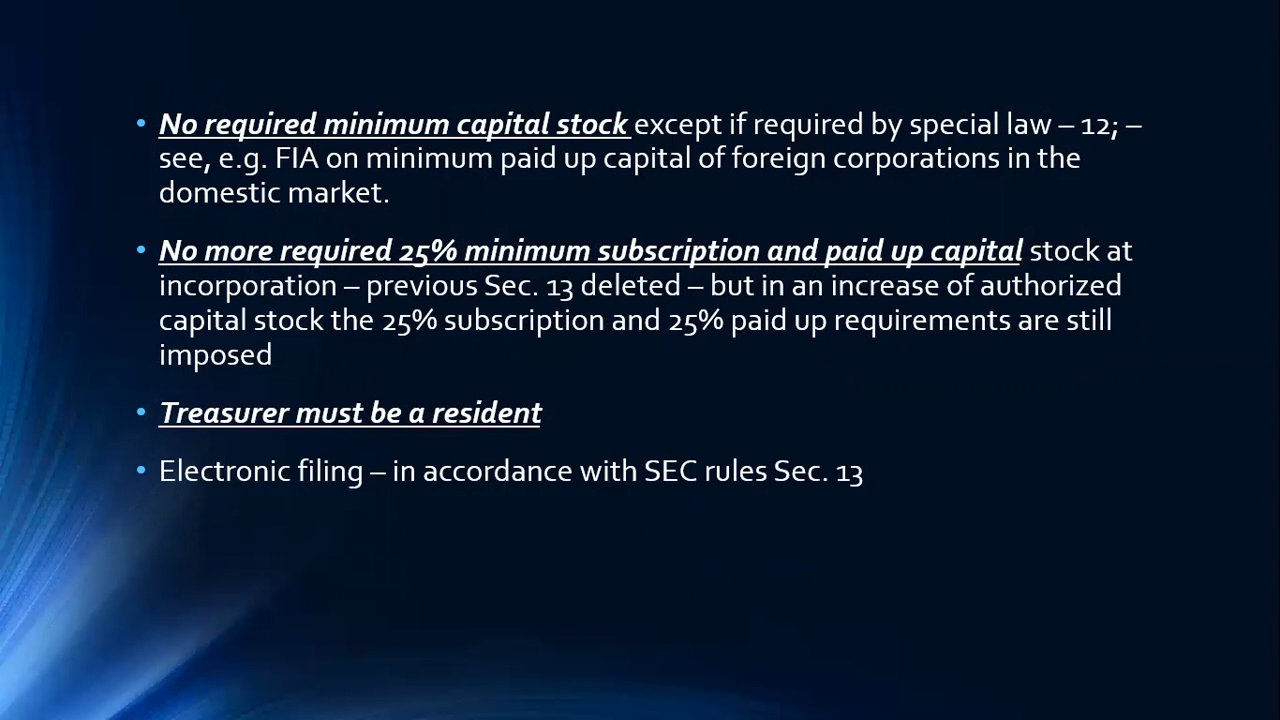 • No required minimum capital stock except if required by special law – 12; –
see, e.g. FIA on minimum paid up capital of foreign corporations in the
domestic market.
• No more required 25% minimum subscription and paid up capital stock at
incorporation – previous Sec. 13 deleted – but in an increase of authorized
capital stock the 25% subscription and 25% paid up requirements are still
imposed
• Treasurer must be a resident
• Electronic filing – in accordance with SEC rules Sec. 13